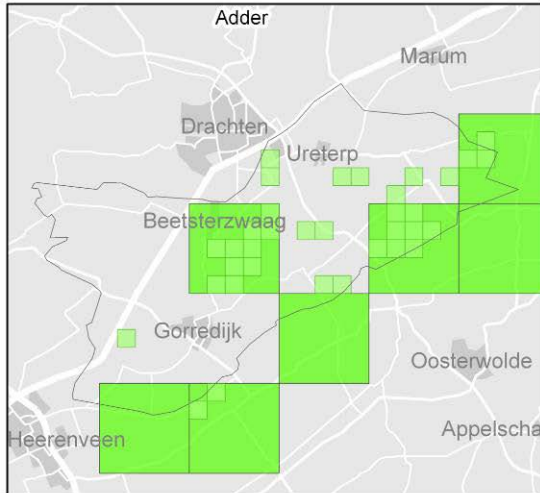 Adder
Marum
Drachten
Ureterp
Beetsterzwaag
Gorredijk
Oosterwolde
Heerenveen
Appelscha